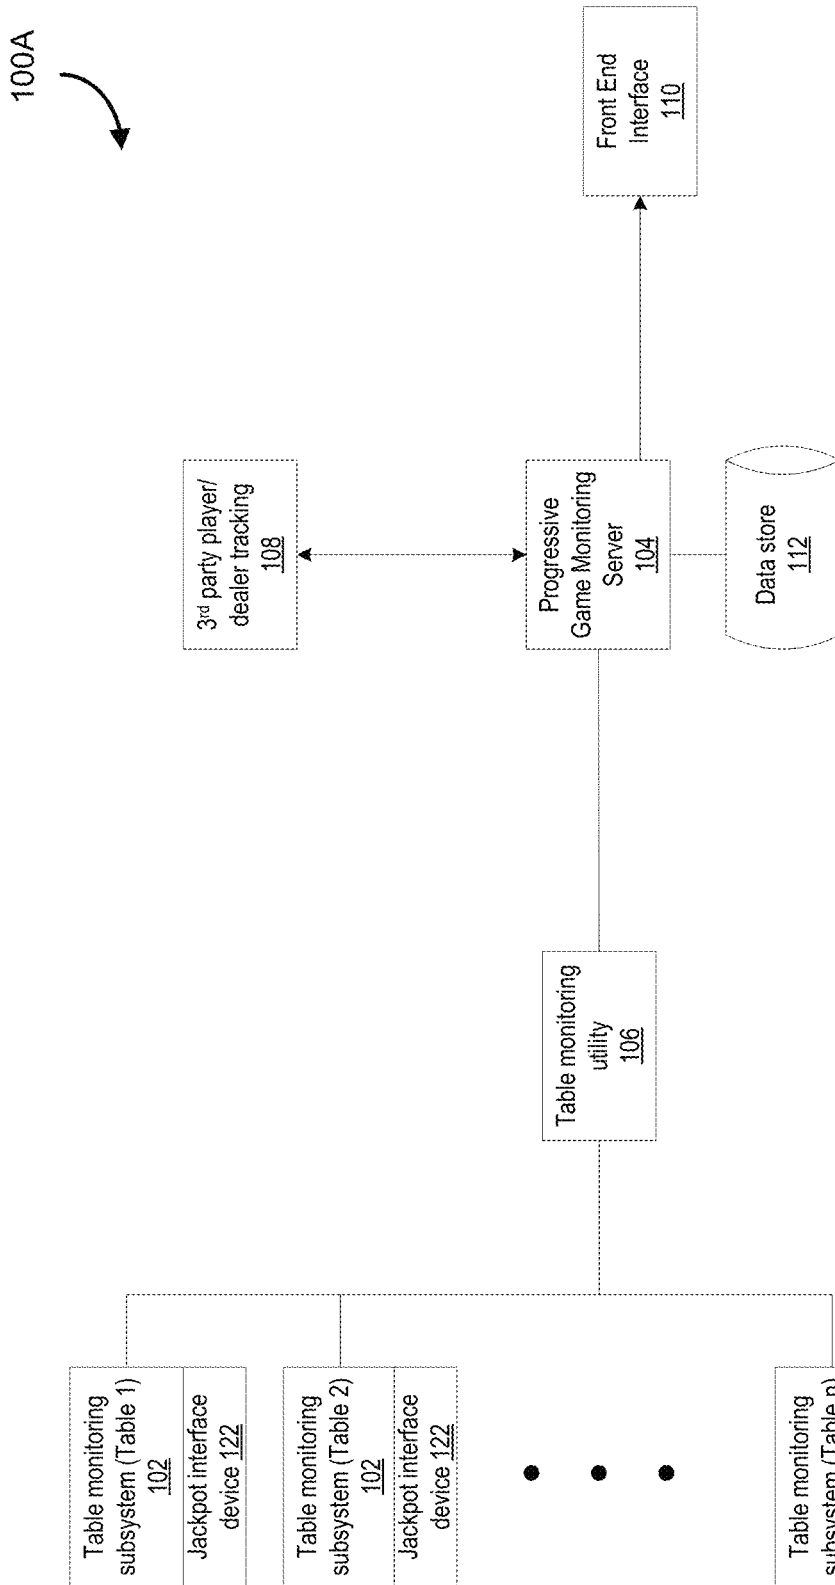 100A
Table monitoring
subsystem (Table 1)
102
Jackpot interface
device 122
Table monitoring
subsystem (Table 2)
102
Jackpot interface
device 122
Table monitoring
subsystem (Table n)
Table monitoring
utility
106
3rd party player/
dealer tracking
108
Progressive
Game Monitoring
Server
104
Data store
112
Front End
Interface
110